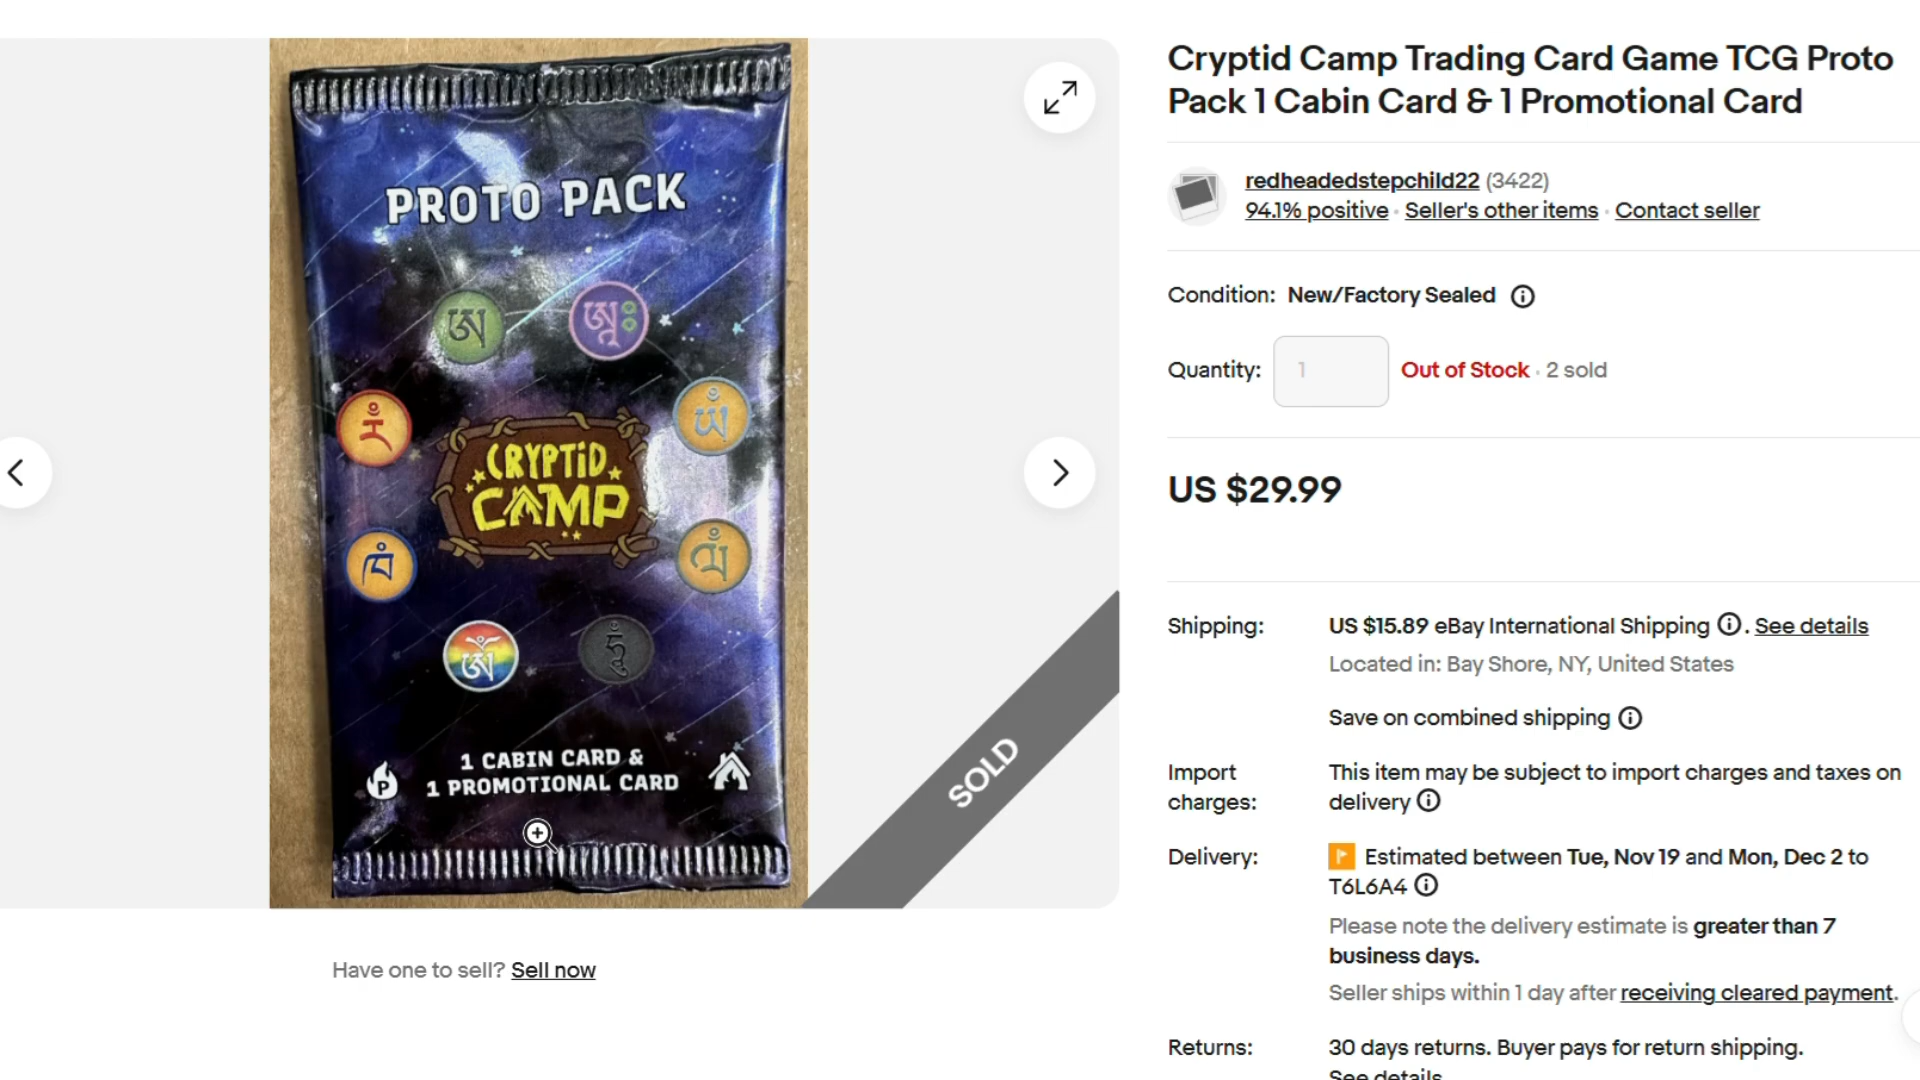 Cryptid Camp Trading Card Game TCG Proto
Pack 1 Cabin Card & 1 Promotional Card
redheadedstepchild22 (3422)
94.1% positive · Seller's other items · Contact seller
Condition: New/Factory Sealed
Quantity: 1 Out of Stock · 2 sold
US $29.99
Shipping: US $15.89 eBay International Shipping. See details
Located in: Bay Shore, NY, United States
Save on combined shipping
Import charges: This item may be subject to import charges and taxes on
delivery
Delivery: Estimated between Tue, Nov 19 and Mon, Dec 2 to
T6L6A4
Please note the delivery estimate is greater than 7
business days.
Seller ships within 1 day after receiving cleared payment.
Returns: 30 days returns. Buyer pays for return shipping.
See details
PROTO PACK
CRYPTID
CAMP
1 CABIN CARD &
1 PROMOTIONAL CARD
P
SOLD
Have one to sell? Sell now